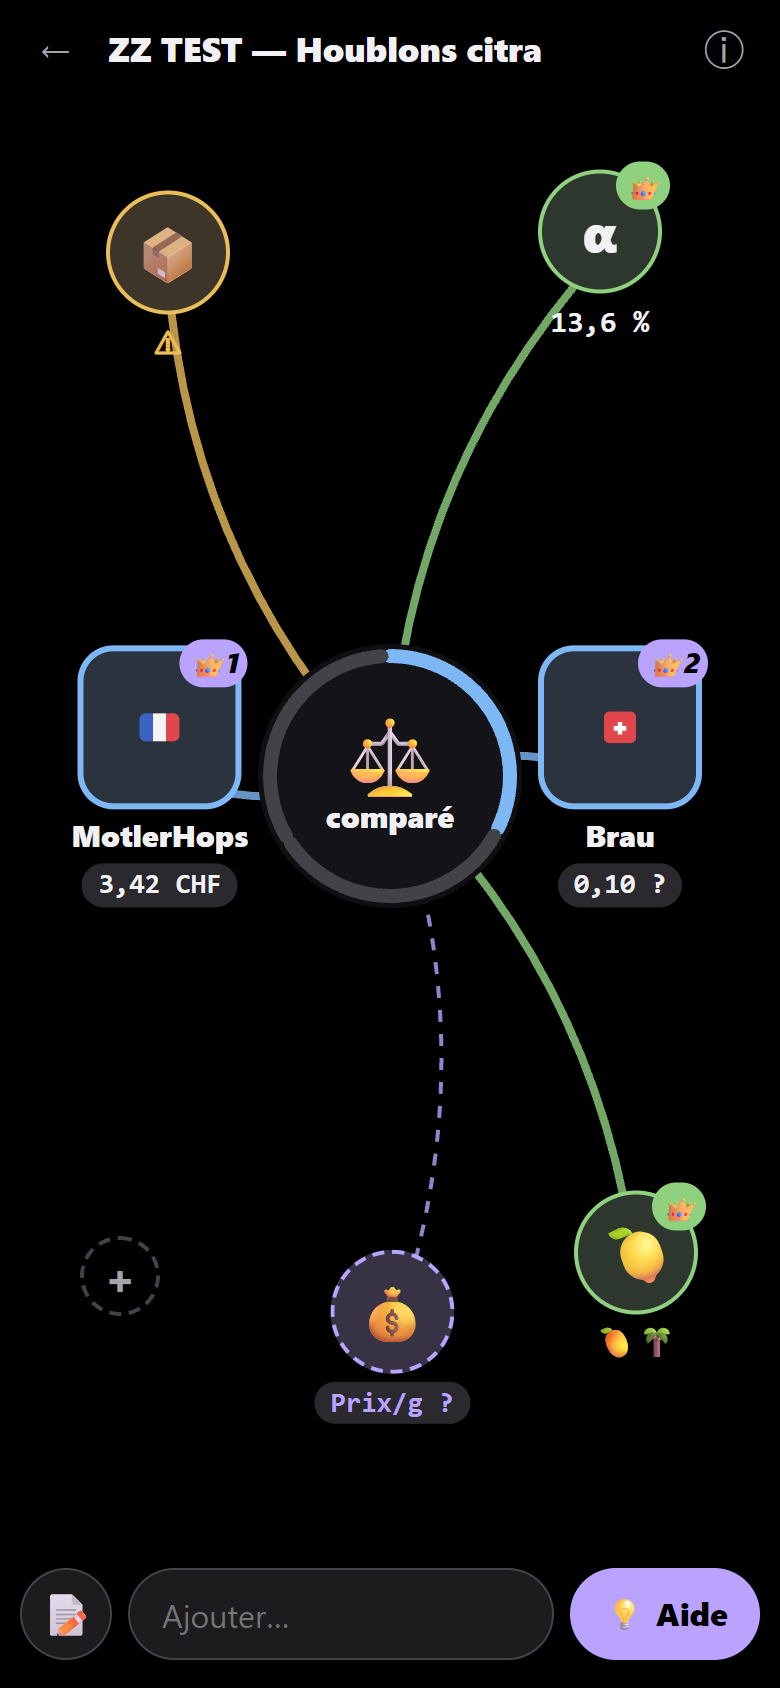 ← ZZ TEST — Houblons citra ⓘ
α
13,6 %
⚠
1
2
comparé
MotlerHops
Brau
3,42 CHF
0,10 ?
+
$
Prix/g ?
Ajouter...
Aide